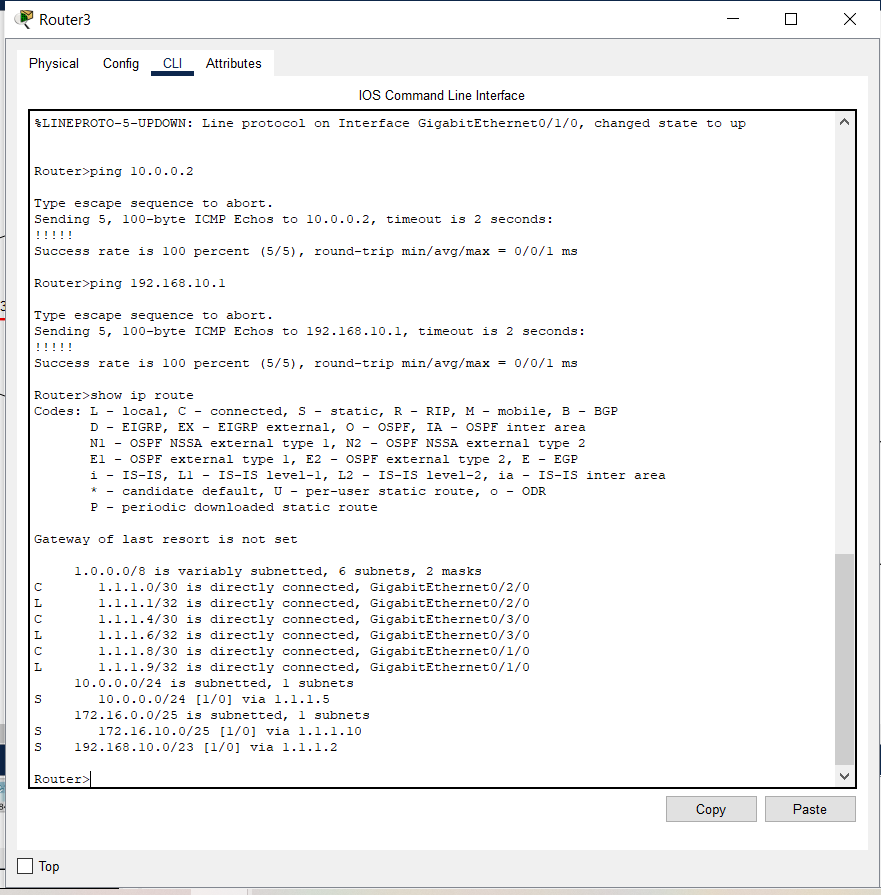 Router3
Physical Config CLI Attributes
IOS Command Line Interface
%LINEPROTO-5-UPDOWN: Line protocol on Interface GigabitEthernet0/1/0, changed state to up
Router>ping 10.0.0.2
Type escape sequence to abort.
Sending 5, 100-byte ICMP Echos to 10.0.0.2, timeout is 2 seconds:
!!!!!
Success rate is 100 percent (5/5), round-trip min/avg/max = 0/0/1 ms
Router>ping 192.168.10.1
Type escape sequence to abort.
Sending 5, 100-byte ICMP Echos to 192.168.10.1, timeout is 2 seconds:
!!!!!
Success rate is 100 percent (5/5), round-trip min/avg/max = 0/0/1 ms
Router>show ip route
Codes: L - local, C - connected, S - static, R - RIP, M - mobile, B - BGP
D - EIGRP, EX - EIGRP external, O - OSPF, IA - OSPF inter area
N1 - OSPF NSSA external type 1, N2 - OSPF NSSA external type 2
E1 - OSPF external type 1, E2 - OSPF external type 2, E - EGP
i - IS-IS, L1 - IS-IS level-1, L2 - IS-IS level-2, ia - IS-IS inter area
* - candidate default, U - per-user static route, o - ODR
P - periodic downloaded static route
Gateway of last resort is not set
1.0.0.0/8 is variably subnetted, 6 subnets, 2 masks
C 1.1.1.0/30 is directly connected, GigabitEthernet0/2/0
L 1.1.1.1/32 is directly connected, GigabitEthernet0/2/0
C 1.1.1.4/30 is directly connected, GigabitEthernet0/3/0
L 1.1.1.6/32 is directly connected, GigabitEthernet0/3/0
C 1.1.1.8/30 is directly connected, GigabitEthernet0/1/0
L 1.1.1.9/32 is directly connected, GigabitEthernet0/1/0
10.0.0.0/24 is subnetted, 1 subnets
S 10.0.0.0/24 [1/0] via 1.1.1.5
172.16.0.0/25 is subnetted, 1 subnets
S 172.16.10.0/25 [1/0] via 1.1.1.10
S 192.168.10.0/23 [1/0] via 1.1.1.2
Router>
Copy Paste
Top